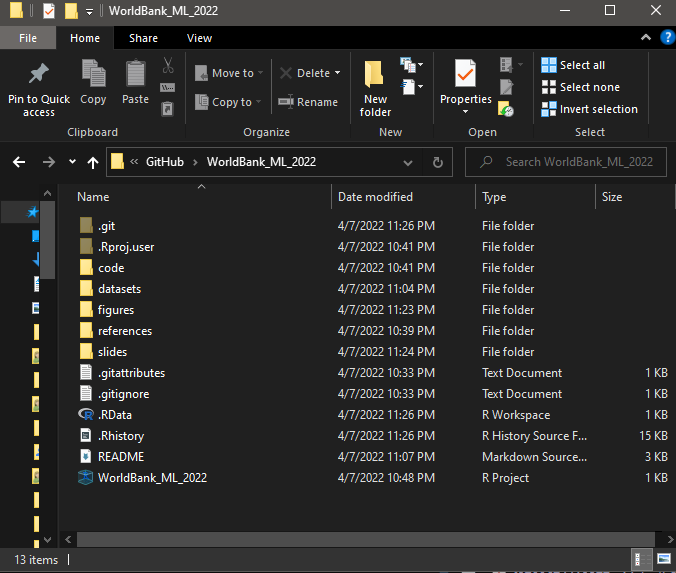 WorldBank_ML_2022
File Home Share View
Pin to Quick access
Copy
Paste
Clipboard
Move to
Copy to
Delete
Rename
Organize
New folder
New
Properties
Open
Select all
Select none
Invert selection
Select
« GitHub > WorldBank_ML_2022
Search WorldBank_ML_2022
Name Date modified Type Size
.git 4/7/2022 11:26 PM File folder
.Rproj.user 4/7/2022 10:41 PM File folder
code 4/7/2022 10:41 PM File folder
datasets 4/7/2022 11:04 PM File folder
figures 4/7/2022 11:23 PM File folder
references 4/7/2022 10:39 PM File folder
slides 4/7/2022 11:24 PM File folder
.gitattributes 4/7/2022 10:33 PM Text Document 1 KB
.gitignore 4/7/2022 10:33 PM Text Document 1 KB
.RData 4/7/2022 11:26 PM R Workspace 1 KB
.Rhistory 4/7/2022 11:26 PM R History Source F... 15 KB
README 4/7/2022 11:07 PM Markdown Source... 3 KB
WorldBank_ML_2022 4/7/2022 10:48 PM R Project 1 KB
13 items